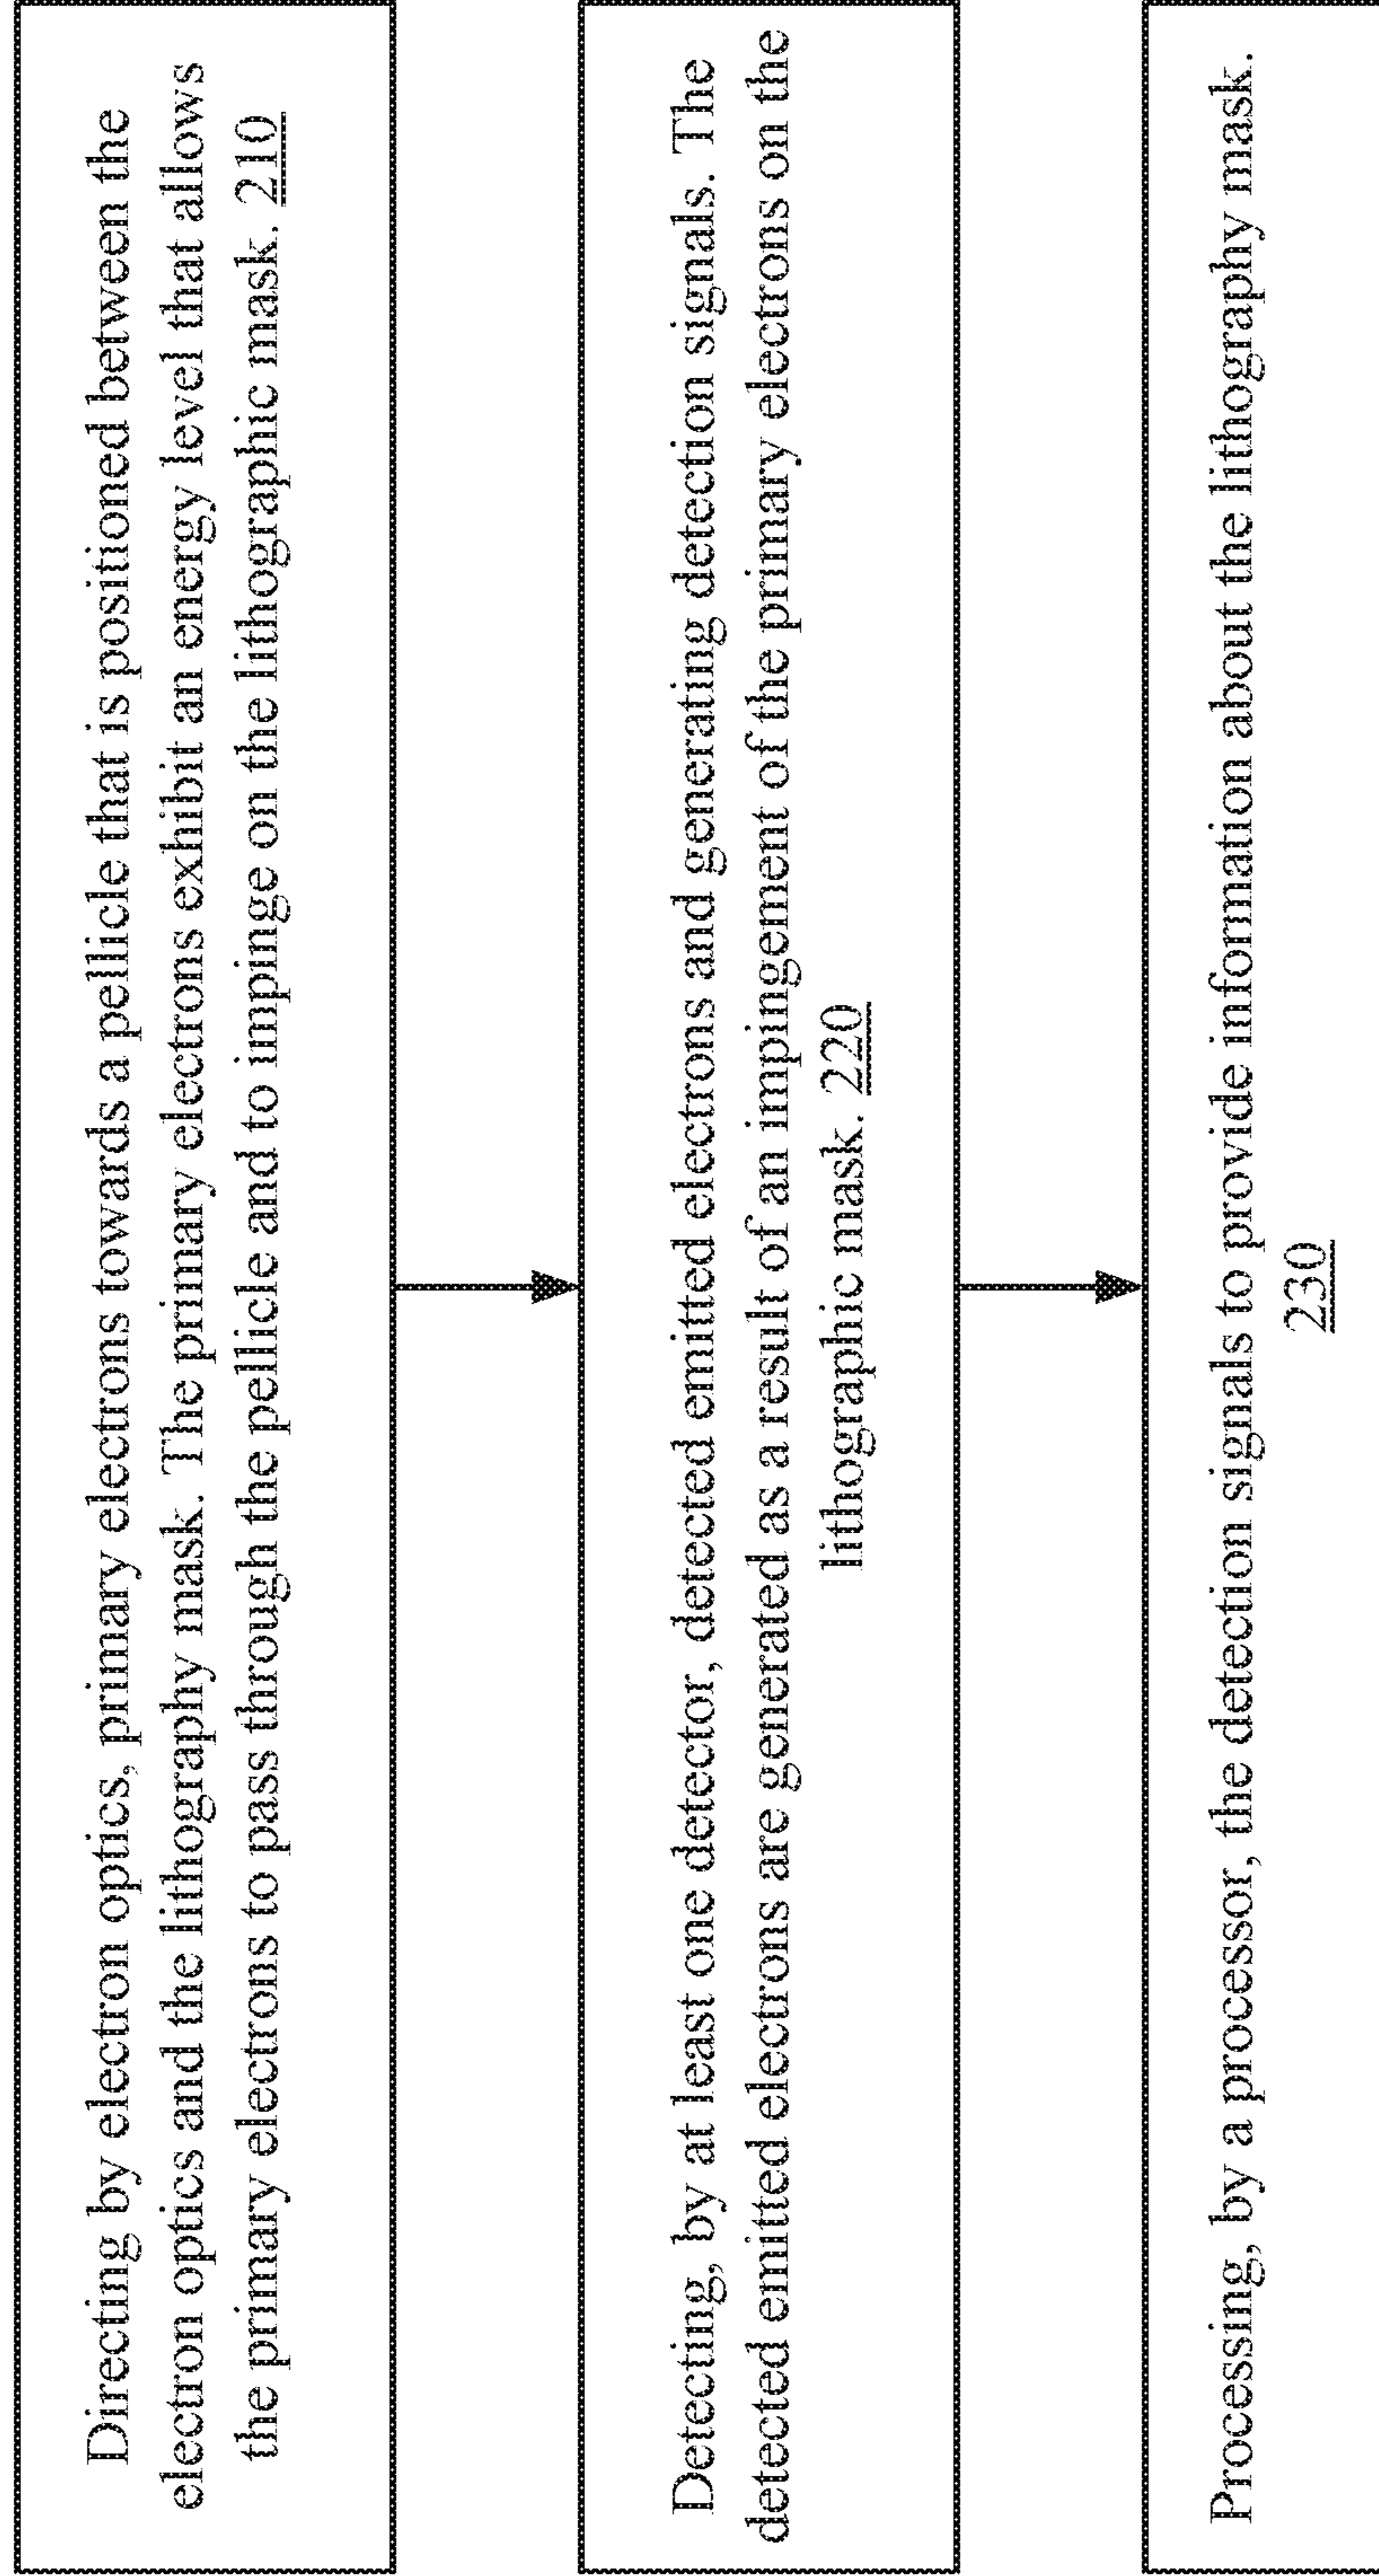 Directing by electron optics, primary electrons towards a pellicle that is positioned between the
electron optics and the lithography mask. The primary electrons exhibit an energy level that allows
the primary electrons to pass through the pellicle and to impinge on the lithographic mask. 210
Detecting, by at least one detector, detected emitted electrons and generating detection signals. The
detected emitted electrons are generated as a result of an impingement of the primary electrons on the
lithographic mask. 220
Processing, by a processor, the detection signals to provide information about the lithography mask.
230